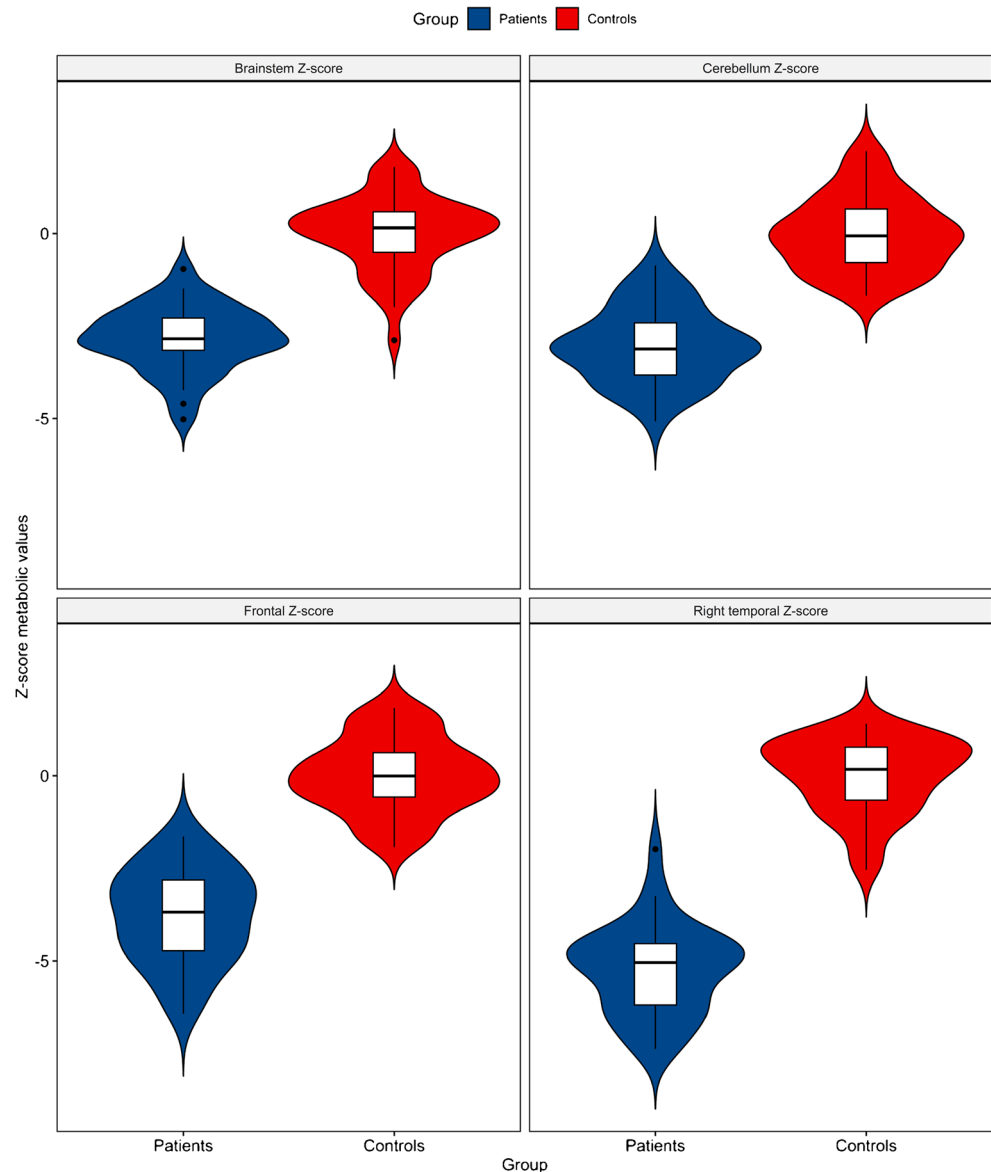 Group Patients Controls
Brainstem Z-score
Cerebellum Z-score
0
-5
Z-score metabolic values
Frontal Z-score
Right temporal Z-score
0
-5
Patients
Controls
Patients
Controls
Group